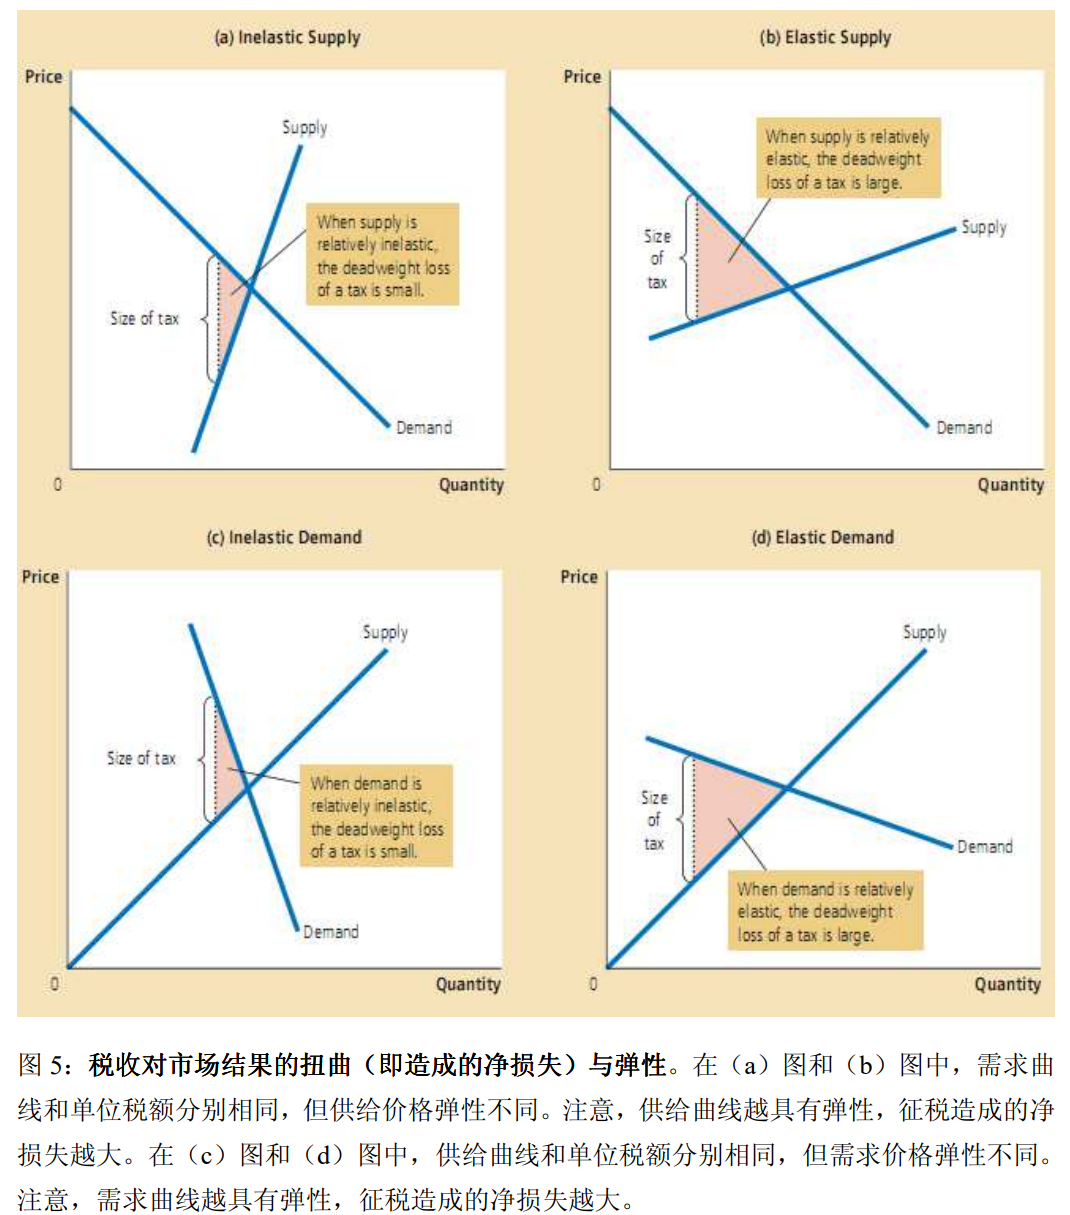 (a) Inelastic Supply
Price
Supply
When supply is
relatively inelastic,
the deadweight loss
of a tax is small.
Size of tax
Demand
0
Quantity
(b) Elastic Supply
Price
When supply is relatively
elastic, the deadweight
loss of a tax is large.
Size
of
tax
Supply
Demand
0
Quantity
(c) Inelastic Demand
Price
Supply
Size of tax
When demand is
relatively inelastic,
the deadweight loss
of a tax is small.
Demand
0
Quantity
(d) Elastic Demand
Price
Supply
Size
of
tax
Demand
When demand is relatively
elastic, the deadweight
loss of a tax is large.
0
Quantity
图 5：税收对市场结果的扭曲（即造成的净损失）与弹性。在（a）图和（b）图中，需求曲
线和单位税额分别相同，但供给价格弹性不同。注意，供给曲线越具有弹性，征税造成的净
损失越大。在（c）图和（d）图中，供给曲线和单位税额分别相同，但需求价格弹性不同。
注意，需求曲线越具有弹性，征税造成的净损失越大。